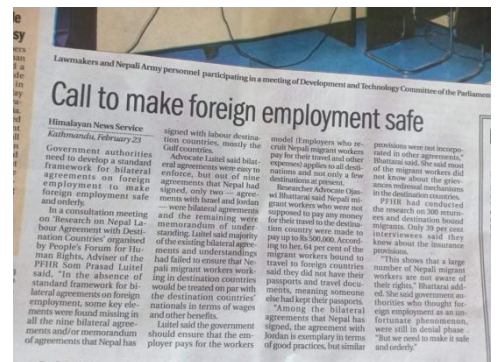 Lawmakers and Nepali Army personnel participating in a meeting of Development and Technology Committee of the Parliament
Call to make foreign employment safe
Himalayan News Service
Kathmandu, February 23
Government authorities
need to develop a standard
framework for bilateral
agreements on foreign
employment to make
foreign employment safe
and orderly.
In a consultation meeting
on 'Research on Nepal La-
bour Agreement with Desti-
nation Countries' organised
by People's Forum for Hu-
man Rights, Adviser of the
PFHR Som Prasad Luitel
said, "In the absence of
standard framework for bi-
lateral agreements on foreign
employment, some key ele-
ments were found missing in
all the nine bilateral agree-
ments and/or memorandum
of agreements that Nepal has
signed with labour destina-
tion countries, mostly the
Gulf countries.
Advocate Luitel said bilat-
eral agreements were easy to
enforce, but out of nine
agreements that Nepal had
signed, only two — agree-
ments with Israel and Jordan
— were bilateral agreements
and the remaining were
memorandum of under-
standing. Luitel said majority
of the existing bilateral agree-
ments and understandings
had failed to ensure that Ne-
pali migrant workers work-
ing in destination countries
would be treated on par with
the destination countries'
nationals in terms of wages
and other benefits.
Luitel said the government
should ensure that the em-
ployer pays for the workers
model (Employers who re-
cruit Nepali migrant workers
pay for their travel and other
expenses) applies to all desti-
nations and not only a few
destinations at present.
Researcher Advocate Ojas-
wi Bhattarai said Nepali mi-
grant workers who were not
supposed to pay any money
for their travel to the destina-
tion country were made to
pay up to Rs 500,000. Accord-
ing to her, 64 per cent of the
migrant workers bound to
travel to foreign countries
said they did not have their
passports and travel docu-
ments, meaning someone
else had kept their passports.
"Among the bilateral
agreements that Nepal has
signed, the agreement with
Jordan is exemplary in terms
of good practices, but similar
provisions were not incorpo-
rated in other agreements,"
Bhattarai said. She said most
of the migrant workers did
not know about the griev-
ances redressal mechanisms
in the destination countries.
PFHR had conducted
the research on 300 return-
ees and destination bound
migrants. Only 39 per cent
interviewees said they
knew about the insurance
provisions.
"This shows that a large
number of Nepali migrant
workers are not aware of
their rights," Bhattarai add-
ed. She said government au-
thorities who thought for-
eign employment as an un-
fortunate phenomenon,
were still in denial phase.
"But we need to make it safe
and orderly."